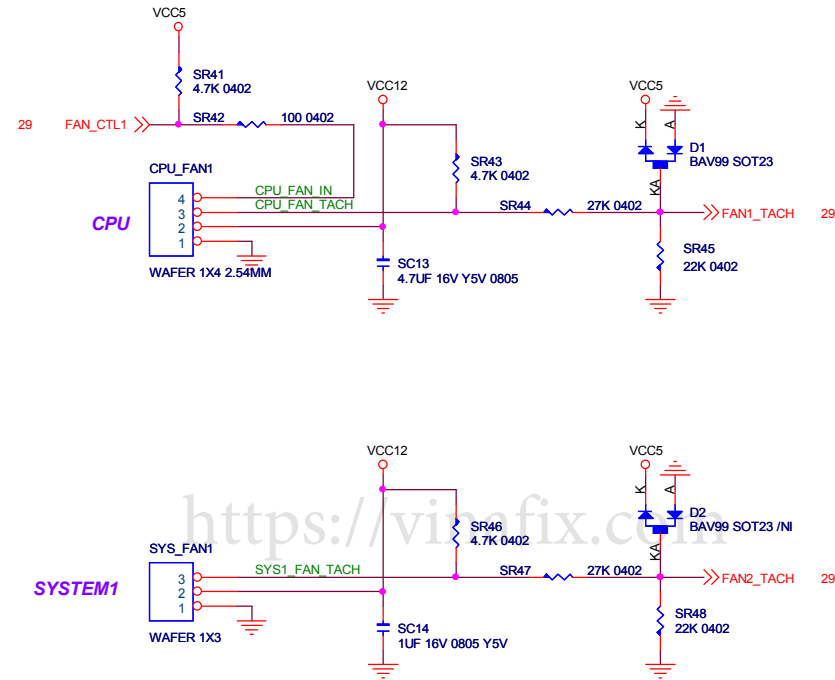 VCC5
SR41
4.7K 0402
VCC12
VCC5
29 FAN_CTL1 SR42 100 0402
K A
D1
BAV99 SOT23
CPU_FAN1
SR43
4.7K 0402
KA
CPU
4 CPU_FAN_IN
3 CPU_FAN_TACH
2
1
SR44 27K 0402
FAN1_TACH 29
SR45
22K 0402
WAFER 1X4 2.54MM
SC13
4.7UF 16V Y5V 0805
VCC12
VCC5
https://vinafix.com
K A
D2
BAV99 SOT23 /NI
SR46
4.7K 0402
SYS_FAN1
KA
SYSTEM1
3 SYS1_FAN_TACH
2
1
SR47 27K 0402
FAN2_TACH 29
SR48
22K 0402
WAFER 1X3
SC14
1UF 16V 0805 Y5V